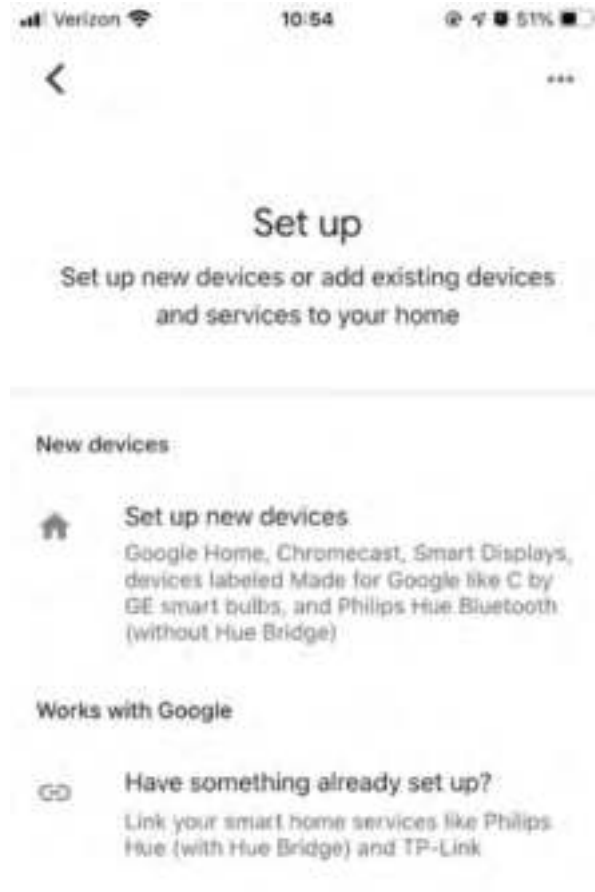 Verizon 10:54 51%
Set up
Set up new devices or add existing devices
and services to your home
New devices
Set up new devices
Google Home, Chromecast, Smart Displays,
devices labeled Made for Google like C by
GE smart bulbs, and Philips Hue Bluetooth
(without Hue Bridge)
Works with Google
Have something already set up?
Link your smart home services like Philips
Hue (with Hue Bridge) and TP-Link